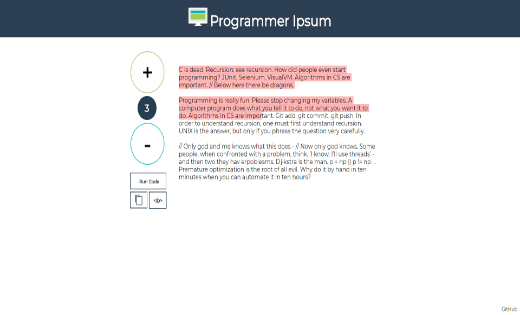 Programmer Ipsum
+
3
-
Run Code
C is dead. Recursion: see recursion. How did people even start
programming? JUnit, Selenium, VisualVM. Algorithms in CS are
important. // Below here there be dragons.
Programming is really fun. Please stop changing my variables. A
computer program does what you tell it to do, not what you want it to
do. Algorithms in CS are important. Git add, git commit, git push. In
order to understand recursion, one must first understand recursion.
UNIX is the answer, but only if you phrase the question very carefully.
// Only god and me knows what this does - // Now only god knows. Some
people, when confronted with a problem, think, 'I know, I'll use threads' -
and then two they hav erpoblesms. Djikstra is the man. p = np || p != np ...
Premature optimization is the root of all evil. Why do it by hand in ten
minutes when you can automate it in ten hours?
GitHub